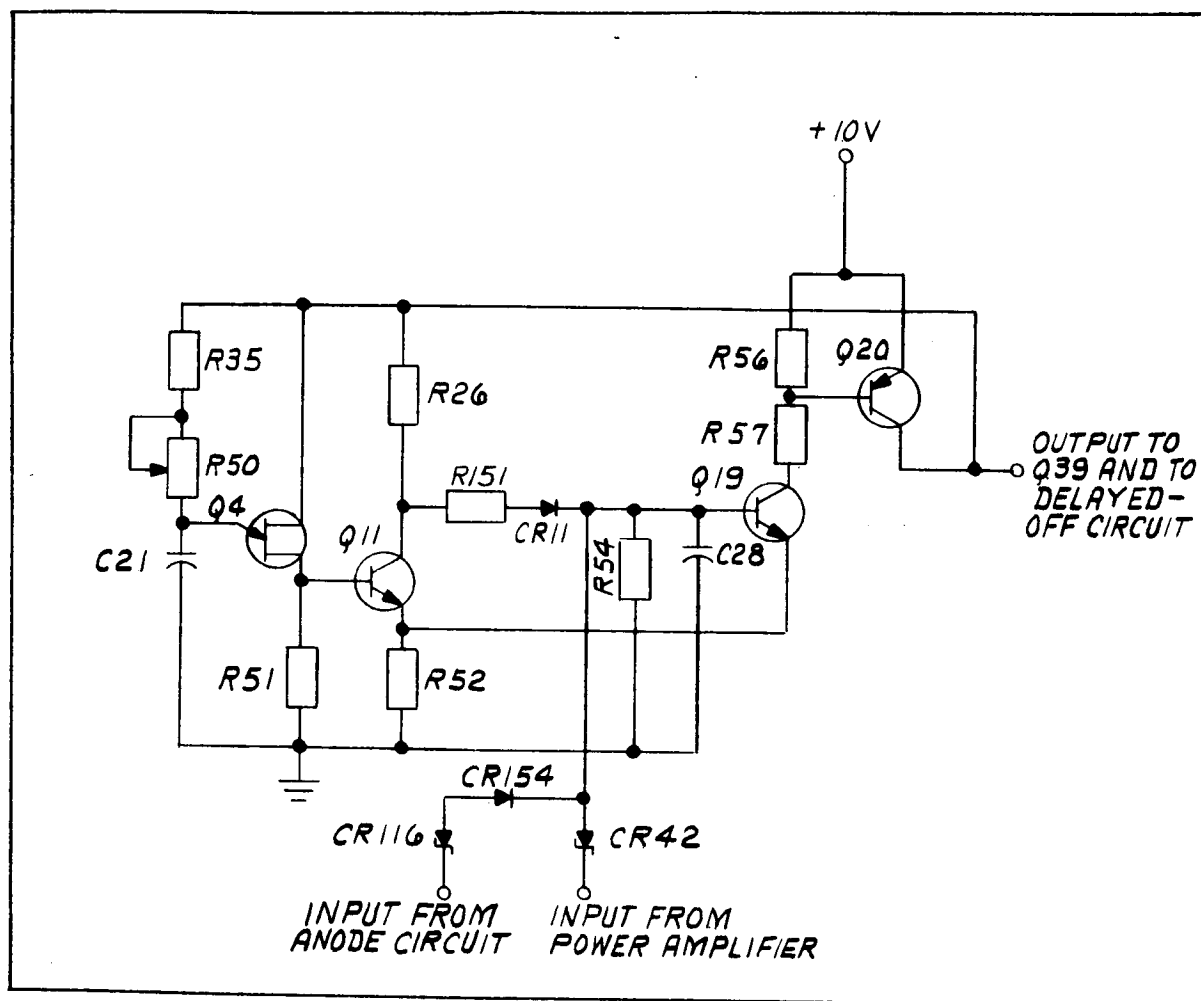 +10V
R35
R26
R56
Q20
R50
R57
R151
Q19
Q4
Q11
CR11
C21
R54
C28
R51
R52
OUTPUT TO
Q39 AND TO
DELAYED-
OFF CIRCUIT
CR154
CR116
CR42
INPUT FROM
ANODE CIRCUIT
INPUT FROM
POWER AMPLIFIER